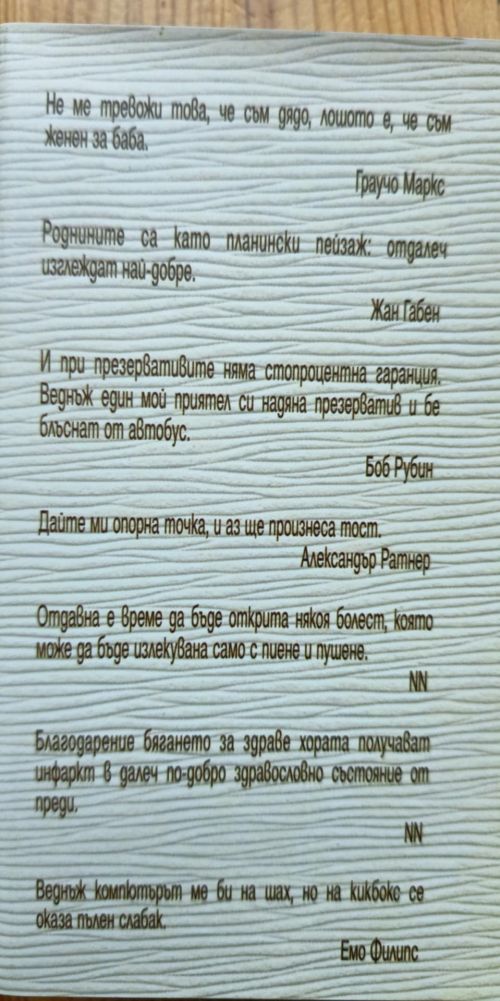 Не ме тревожи това, че съм дядо, лошото е, че съм
женен за баба.
Граучо Маркс
Роднините са като планински пейзаж: отдалеч
изглеждат най-добре.
Жан Габен
И при презервативите няма стопроцентна гаранция.
Веднъж един мой приятел си надяна презерватив и бе
блъснат от автобус.
Боб Рубин
Дайте ми опорна точка, и аз ще произнеса тост.
Александър Ратнер
Отдавна е време да бъде открита някоя болест, която
може да бъде излекувана само с пиене и пушене.
NN
Благодарение бягането за здраве хората получават
инфаркт в далеч по-добро здравословно състояние от
преди.
NN
Веднъж компютърът ме би на шах, но на кикбокс се
оказа пълен слабак.
Емо Филипс